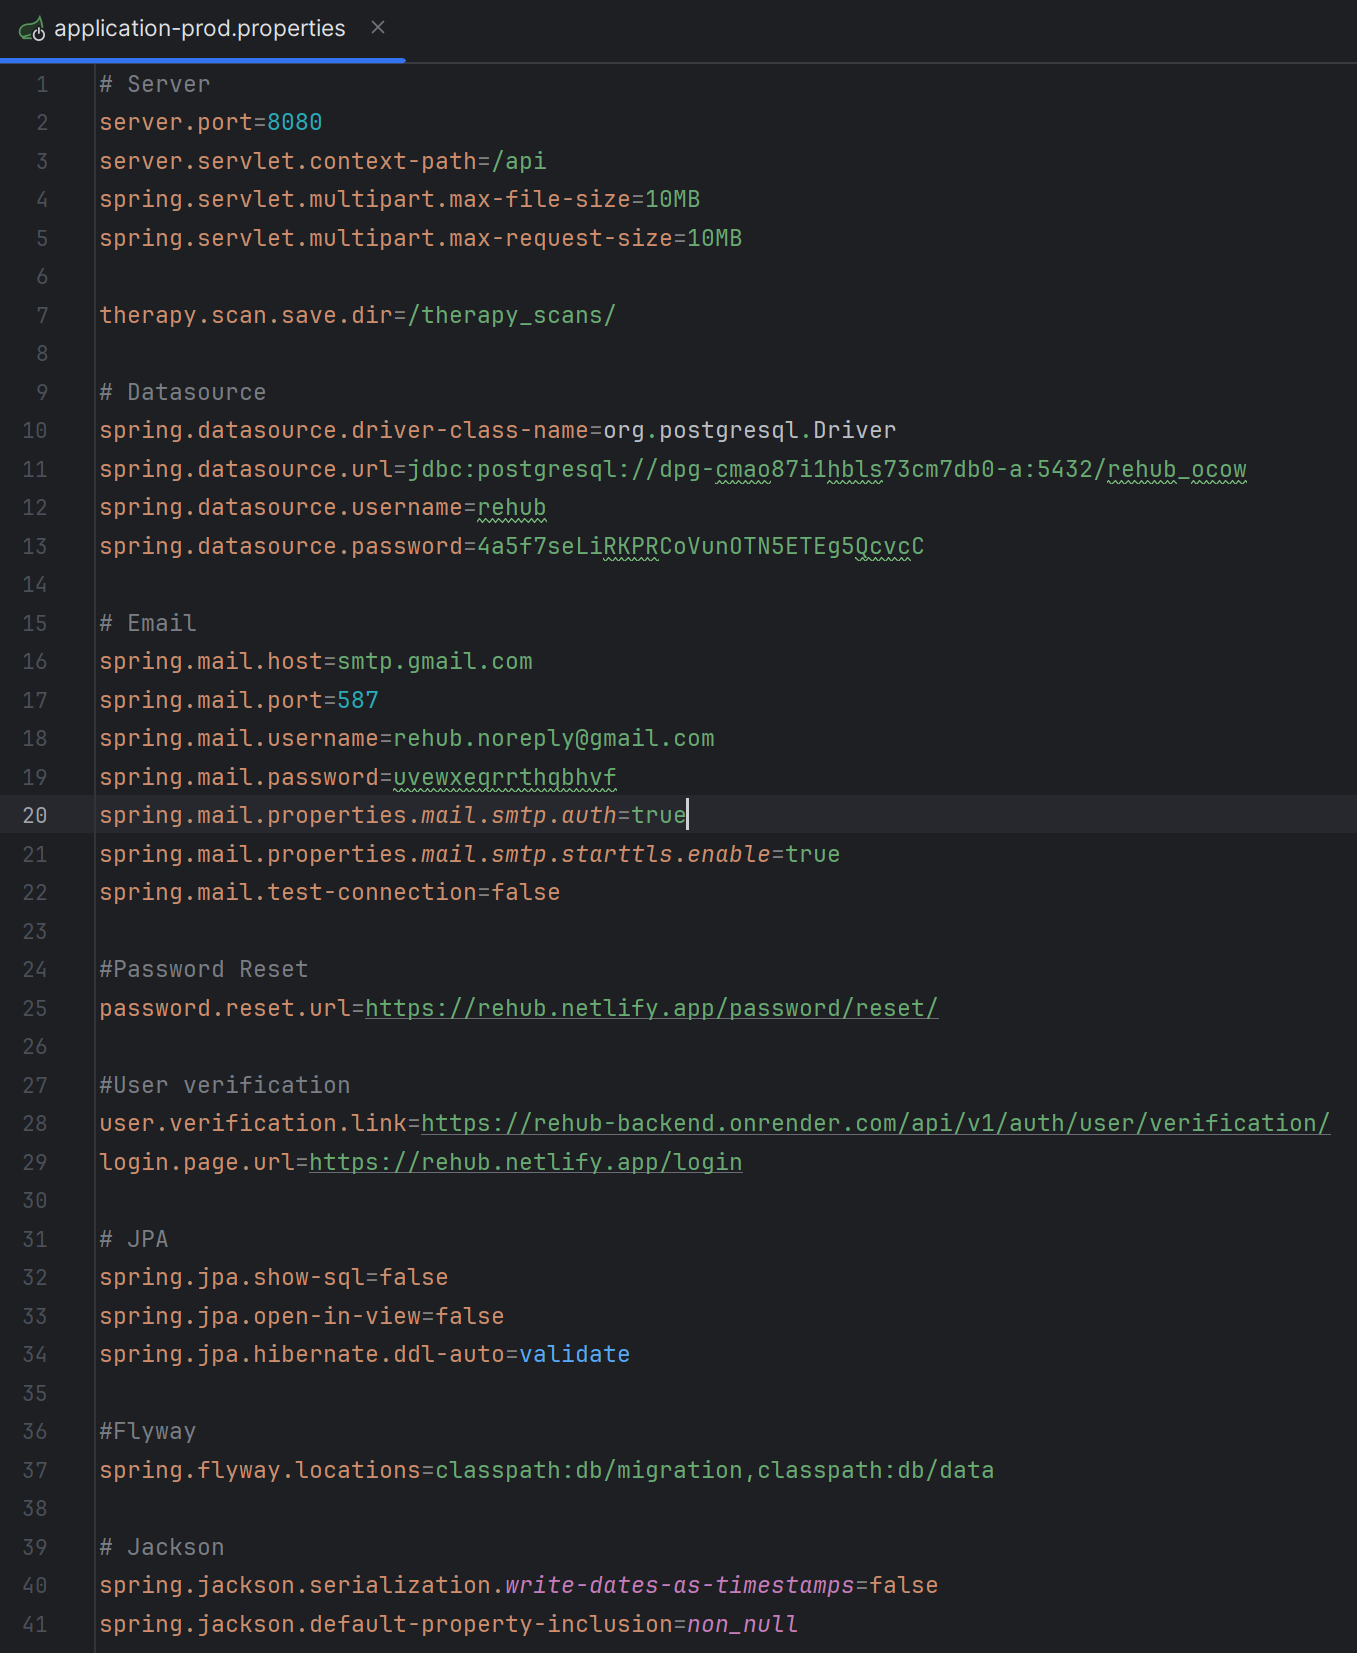 application-prod.properties
1 # Server
2 server.port=8080
3 server.servlet.context-path=/api
4 spring.servlet.multipart.max-file-size=10MB
5 spring.servlet.multipart.max-request-size=10MB
6
7 therapy.scan.save.dir=/therapy_scans/
8
9 # Datasource
10 spring.datasource.driver-class-name=org.postgresql.Driver
11 spring.datasource.url=jdbc:postgresql://dpg-cmao87i1hbls73cm7db0-a:5432/rehub_ocow
12 spring.datasource.username=rehub
13 spring.datasource.password=4a5f7seLiRKPRCoVunOTN5ETEg5QcvcC
14
15 # Email
16 spring.mail.host=smtp.gmail.com
17 spring.mail.port=587
18 spring.mail.username=rehub.noreply@gmail.com
19 spring.mail.password=uvewxeqrrthqbhvf
20 spring.mail.properties.mail.smtp.auth=true
21 spring.mail.properties.mail.smtp.starttls.enable=true
22 spring.mail.test-connection=false
23
24 #Password Reset
25 password.reset.url=https://rehub.netlify.app/password/reset/
26
27 #User verification
28 user.verification.link=https://rehub-backend.onrender.com/api/v1/auth/user/verification/
29 login.page.url=https://rehub.netlify.app/login
30
31 # JPA
32 spring.jpa.show-sql=false
33 spring.jpa.open-in-view=false
34 spring.jpa.hibernate.ddl-auto=validate
35
36 #Flyway
37 spring.flyway.locations=classpath:db/migration,classpath:db/data
38
39 # Jackson
40 spring.jackson.serialization.write-dates-as-timestamps=false
41 spring.jackson.default-property-inclusion=non_null